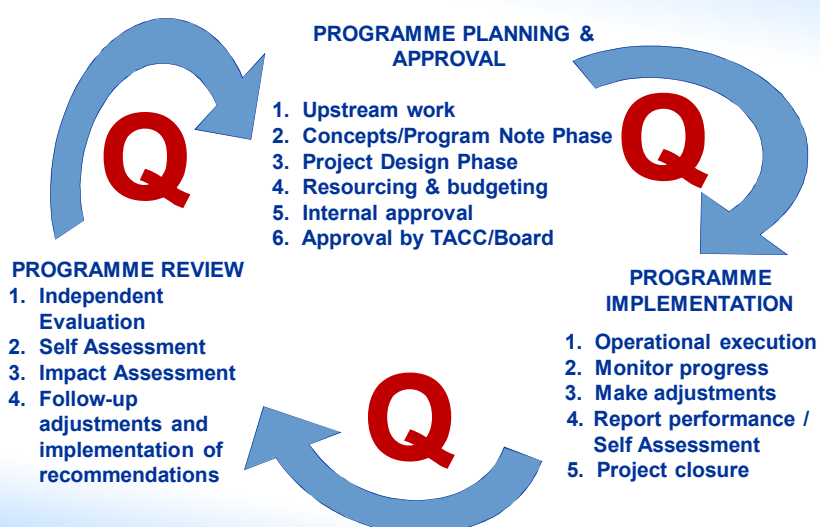 PROGRAMME PLANNING &
APPROVAL
1. Upstream work
2. Concepts/Program Note Phase
3. Project Design Phase
4. Resourcing & budgeting
5. Internal approval
6. Approval by TACC/Board
Q
Q
PROGRAMME REVIEW
1. Independent
Evaluation
2. Self Assessment
3. Impact Assessment
4. Follow-up
adjustments and
implementation of
recommendations
PROGRAMME
IMPLEMENTATION
1. Operational execution
2. Monitor progress
3. Make adjustments
4. Report performance /
Self Assessment
5. Project closure
Q